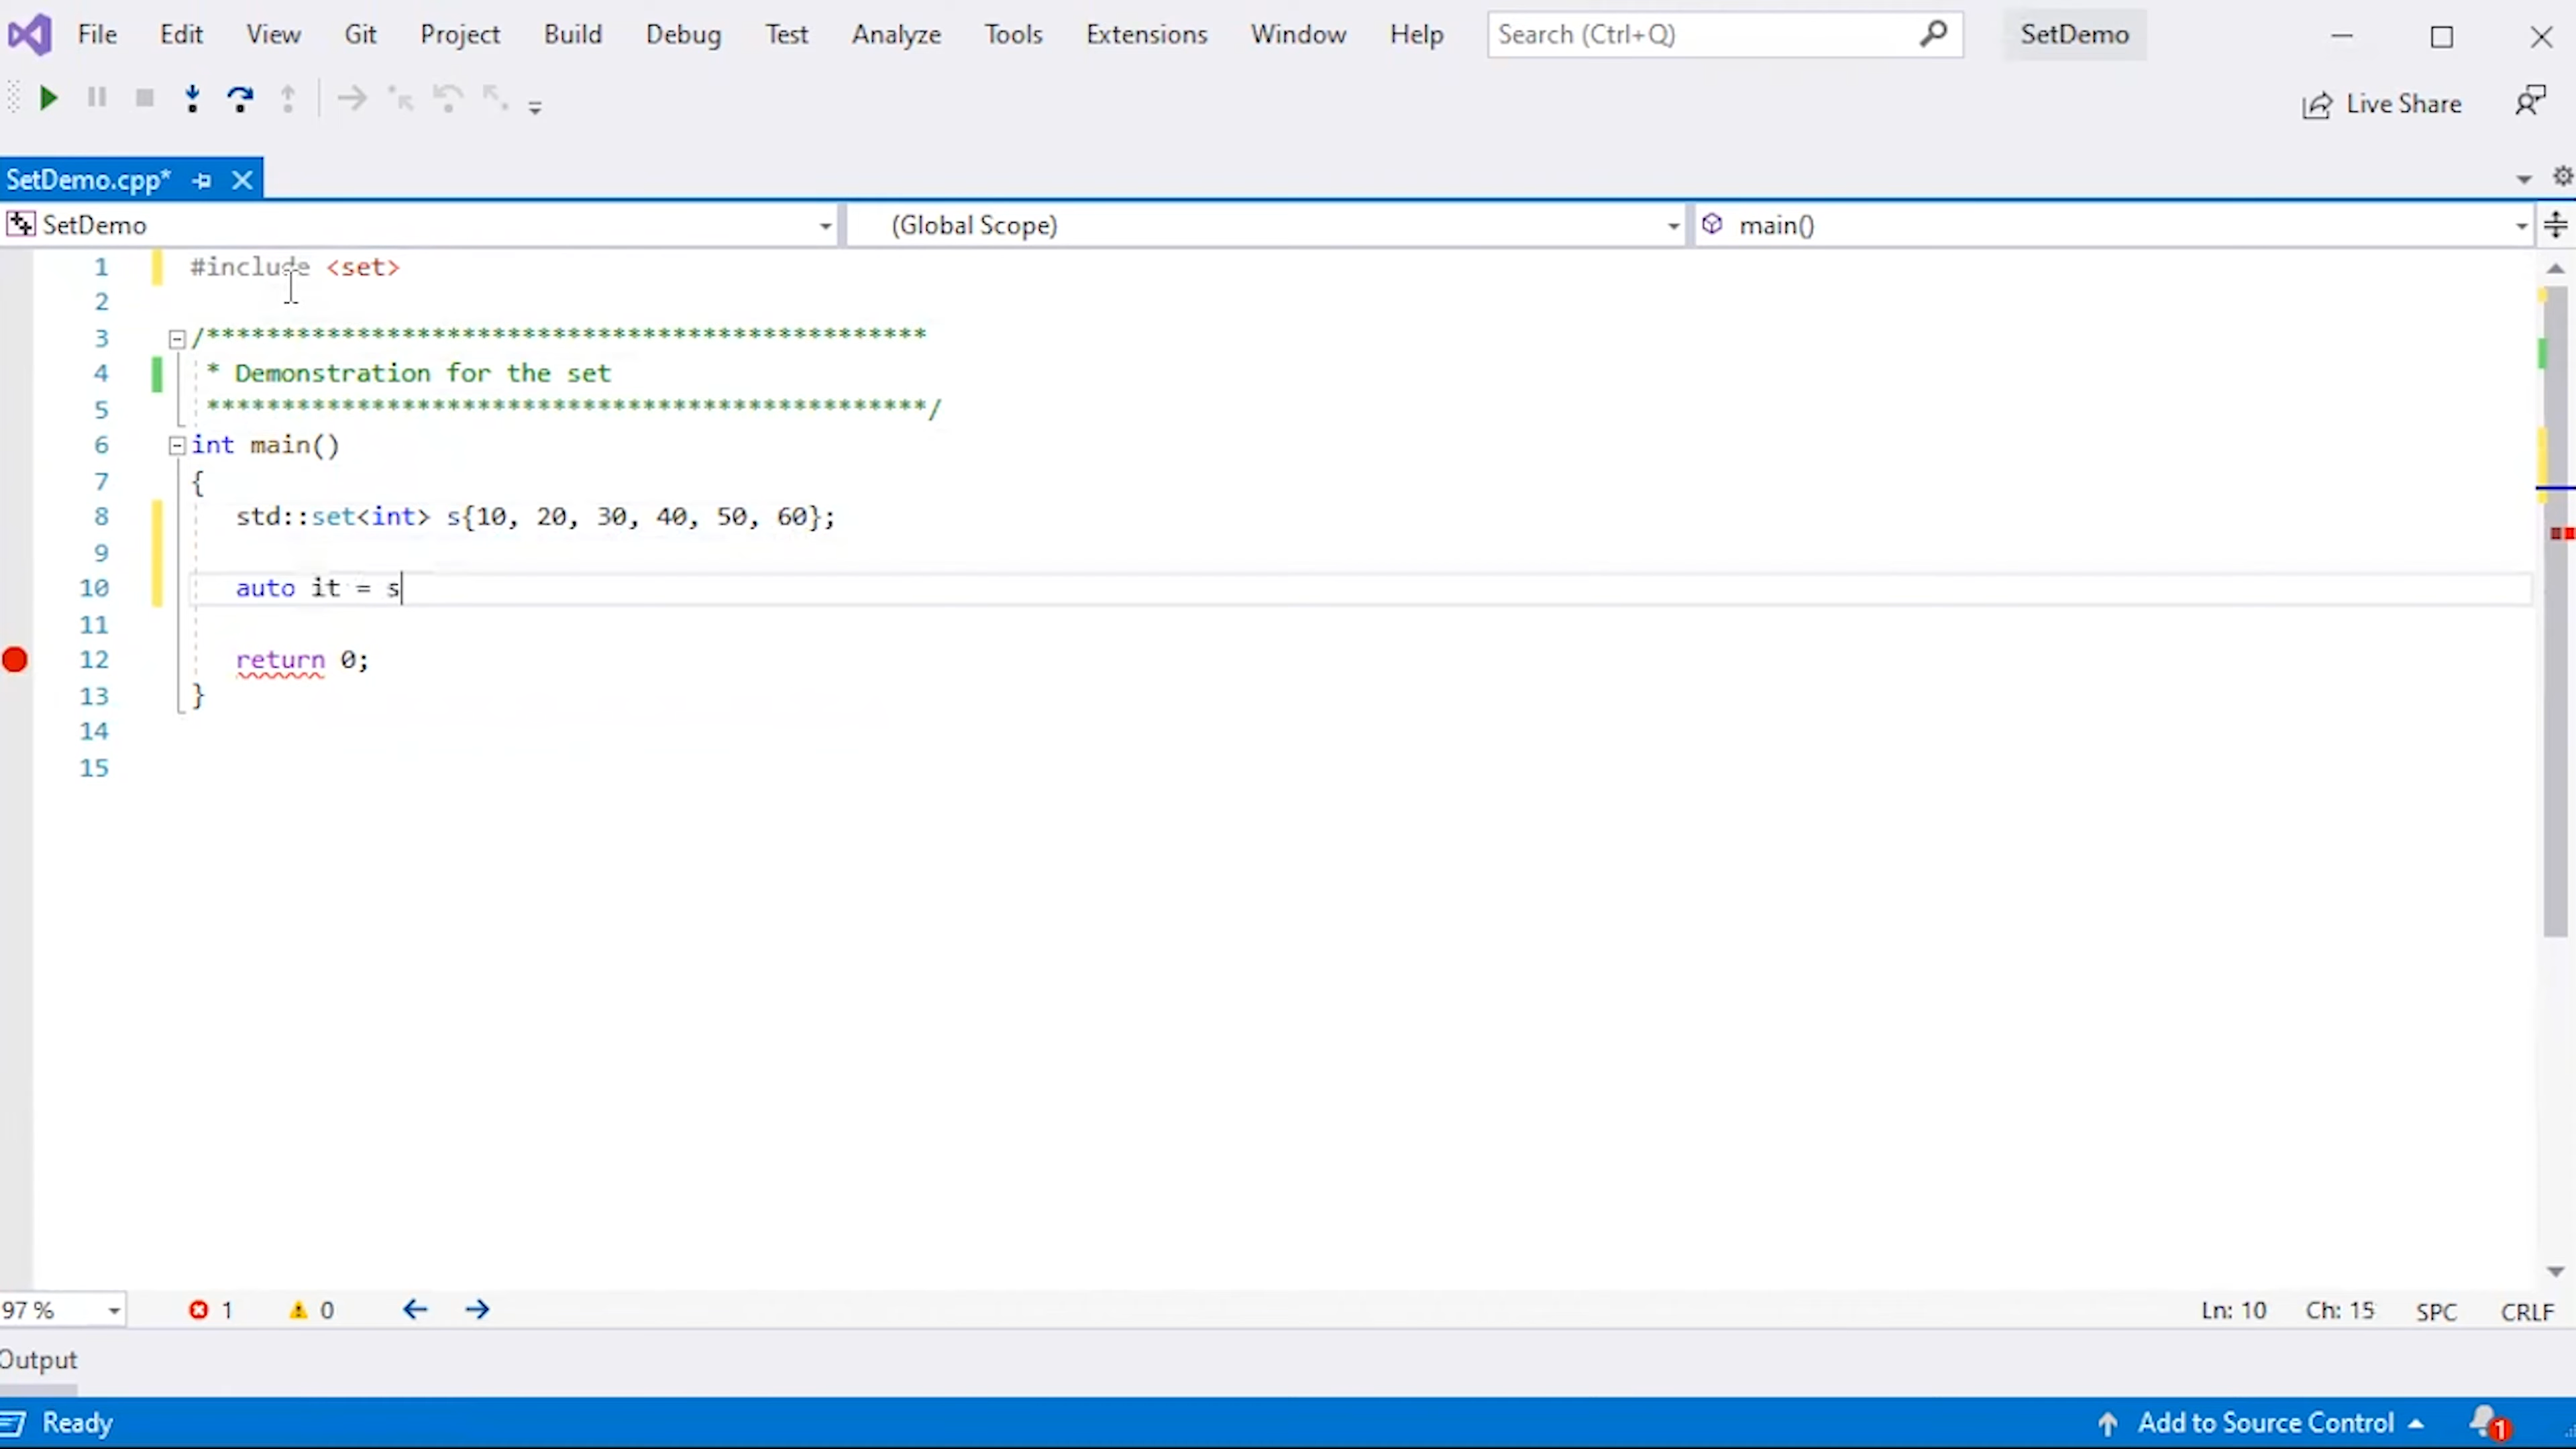 File Edit View Git Project Build Debug Test Analyze Tools Extensions Window Help Search (Ctrl+Q) SetDemo
Live Share
SetDemo.cpp*
SetDemo (Global Scope) main()
1 #include <set>
2
3 /************************************************
4 * Demonstration for the set
5 ************************************************/
6 int main()
7 {
8 std::set<int> s{10, 20, 30, 40, 50, 60};
9
10 auto it = s
11
12 return 0;
13 }
14
15
97 % 1 0 Ln: 10 Ch: 15 SPC CRLF
Output
Ready Add to Source Control 1